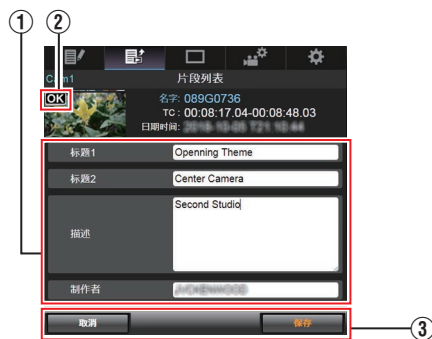 ① ②
Cam1 片段列表
OK
名字: 089G0736
TC : 00:08:17.04-00:08:48.03
日期时间:
标题1 Openning Theme
标题2 Center Camera
描述 Second Studio
制作者
取消 保存
③